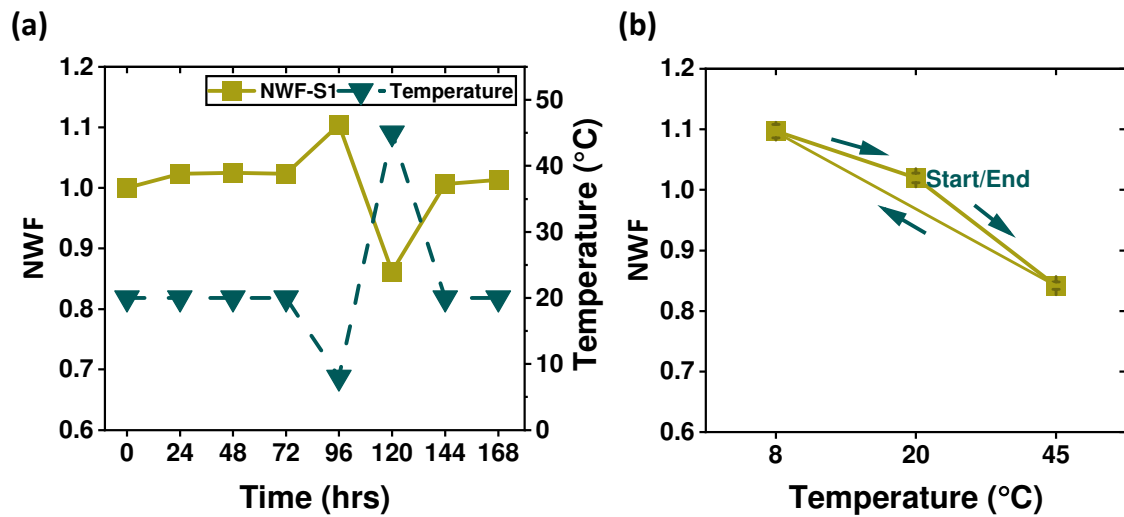 (a)
NWF-S1 Temperature
NWF
1.2
1.1
1.0
0.9
0.8
0.7
0.6
0 24 48 72 96 120 144 168
Time (hrs)
50
40
30
20
10
0
Temperature (°C)
(b)
NWF
1.2
1.1
1.0
0.9
0.8
0.7
0.6
Start/End
8 20 45
Temperature (°C)